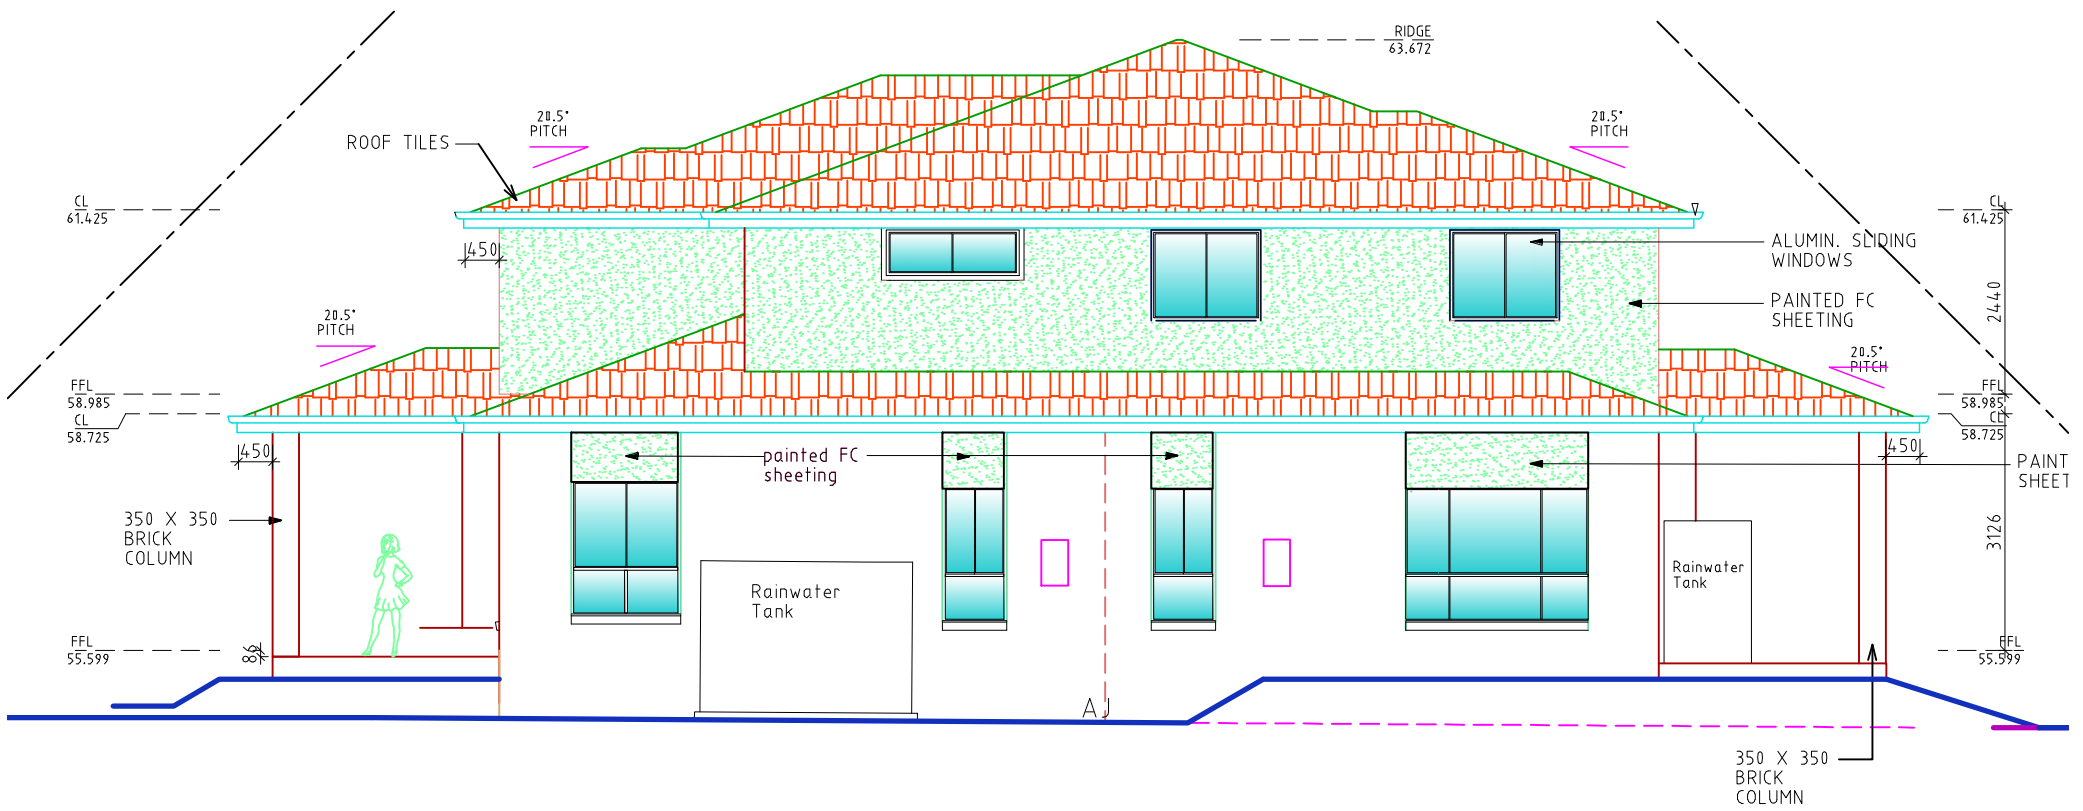 RIDGE
63.672
20.5°
PITCH
20.5°
PITCH
ROOF TILES
CL
61.425
CL
61.425
450
ALUMIN. SLIDING
WINDOWS
PAINTED FC
SHEETING
2440
20.5°
PITCH
20.5°
PITCH
FFL
58.985
CL
58.725
FFL
58.985
CL
58.725
450
450
painted FC
sheeting
PAINT
SHEET
350 X 350
BRICK
COLUMN
3126
Rainwater
Tank
Rainwater
Tank
FFL
55.599
86
FFL
55.599
AJ
350 X 350
BRICK
COLUMN